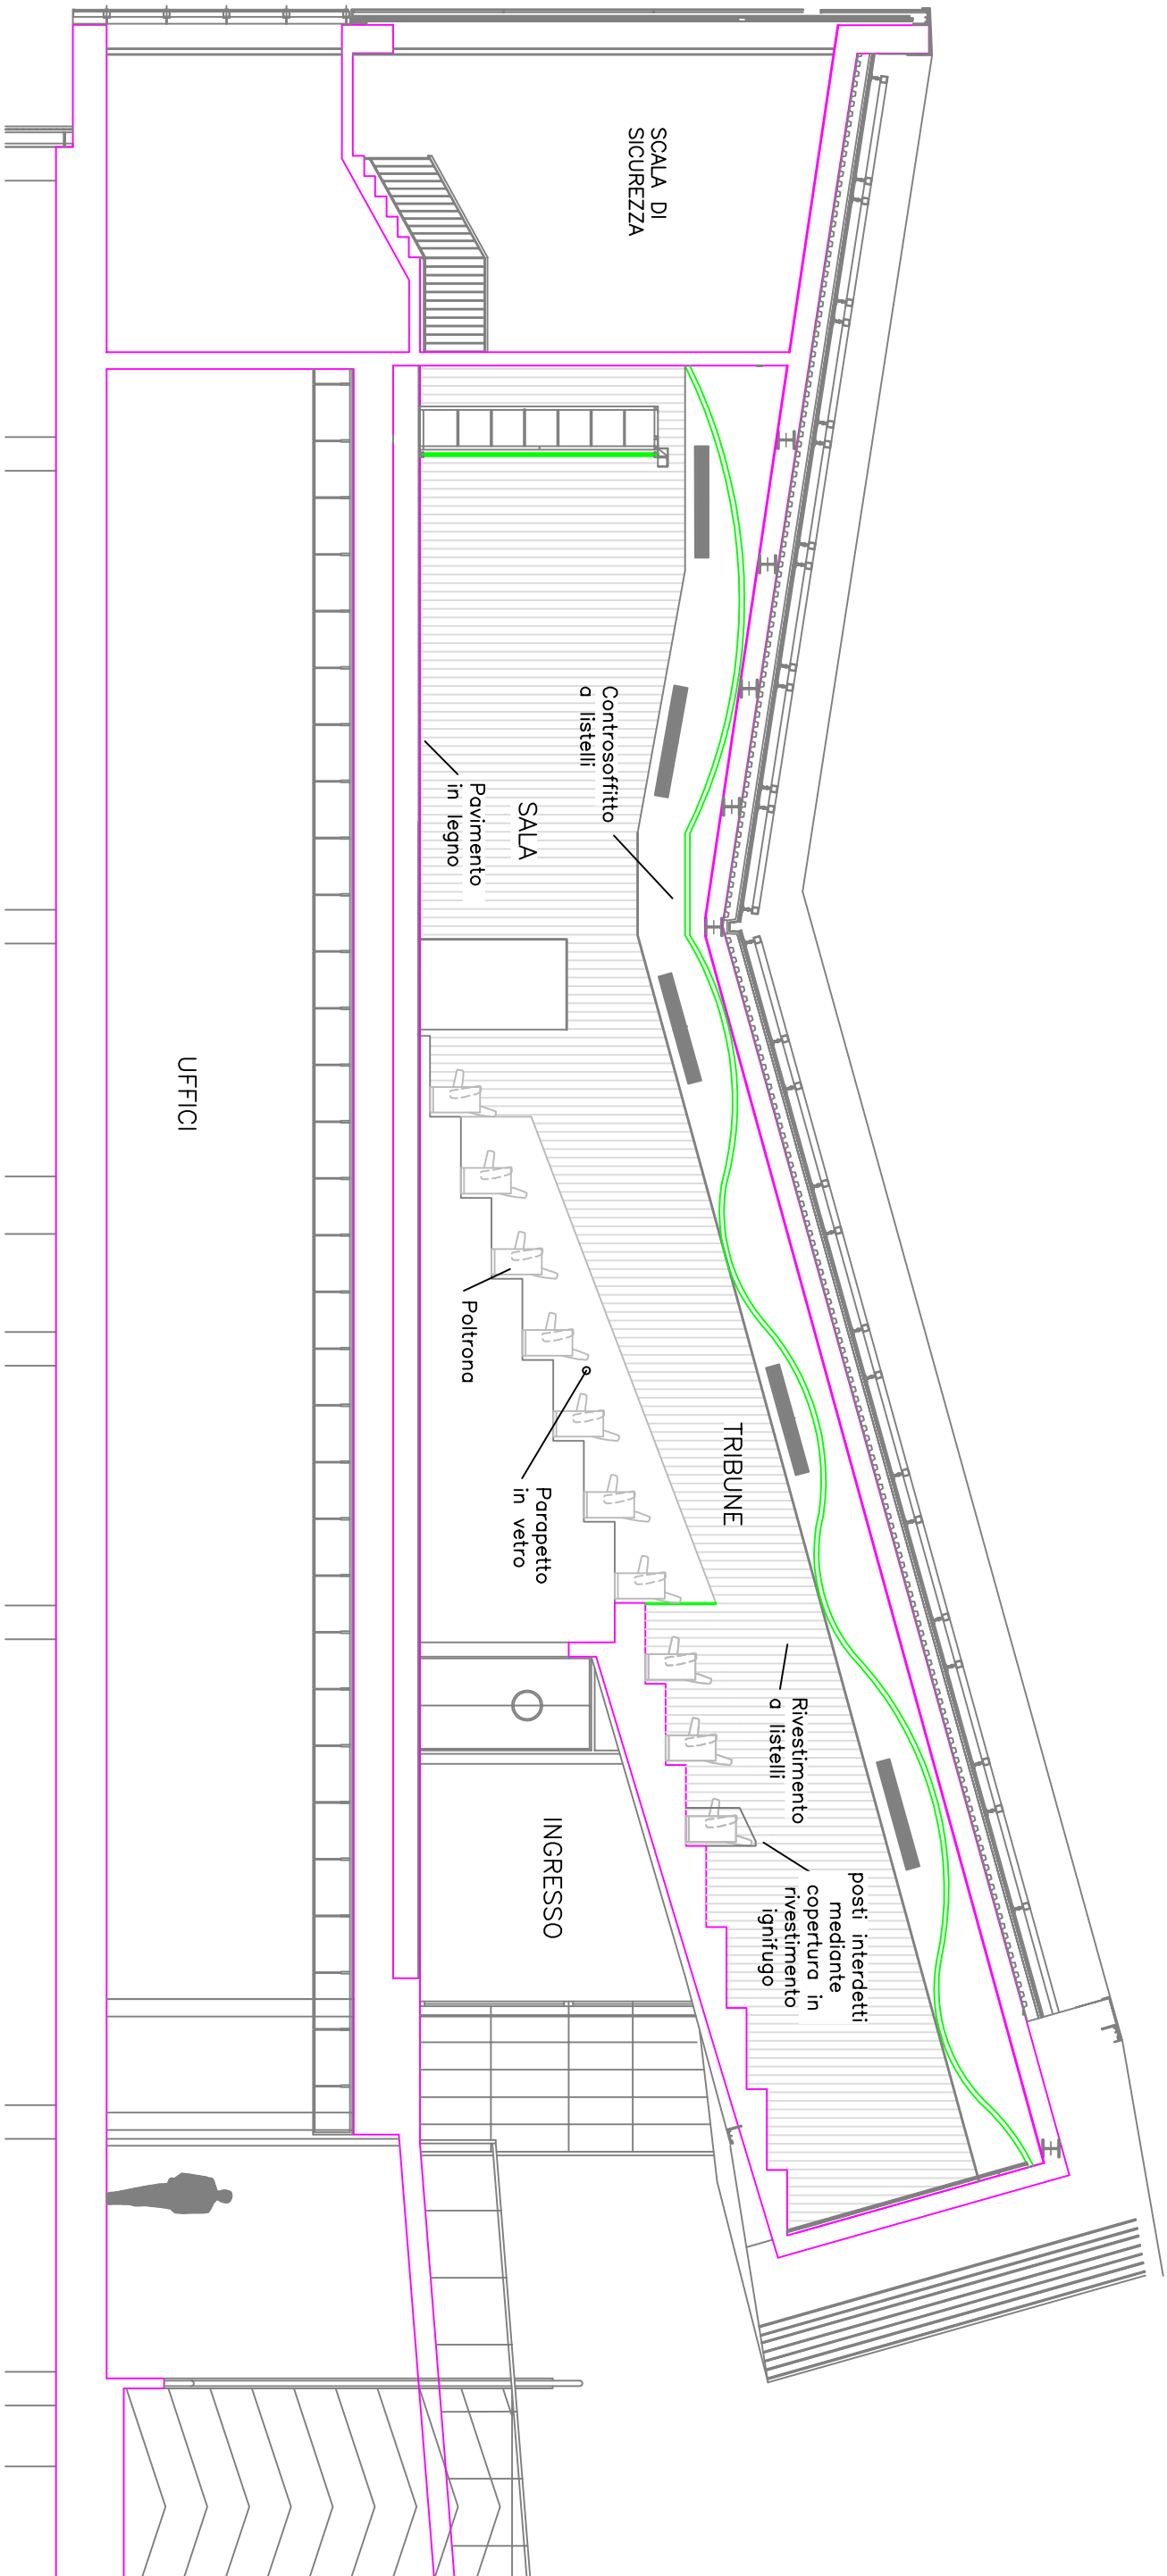 SCALA DI
SICUREZZA
Controsoffitto
a listelli
SALA
Pavimento
in legno
UFFICI
Poltrona
TRIBUNE
Parapetto
in vetro
Rivestimento
a listelli
posti interdetti
mediante
copertura in
rivestimento
ignifugo
INGRESSO